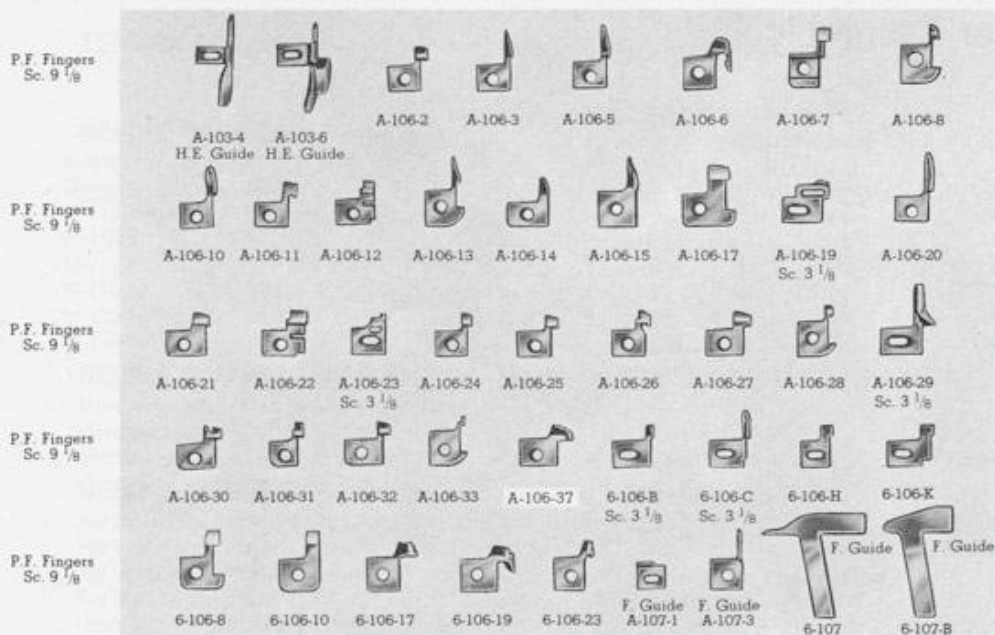 P.F. Fingers
Sc. 9 1/8
A-103-4
H.E. Guide
A-103-6
H.E. Guide
A-106-2
A-106-3
A-106-5
A-106-6
A-106-7
A-106-8
P.F. Fingers
Sc. 9 1/8
A-106-10
A-106-11
A-106-12
A-106-13
A-106-14
A-106-15
A-106-17
A-106-19
Sc. 3 1/8
A-106-20
P.F. Fingers
Sc. 9 1/8
A-106-21
A-106-22
A-106-23
Sc. 3 1/8
A-106-24
A-106-25
A-106-26
A-106-27
A-106-28
A-106-29
Sc. 3 1/8
P.F. Fingers
Sc. 9 1/8
A-106-30
A-106-31
A-106-32
A-106-33
A-106-37
6-106-B
Sc. 3 1/8
6-106-C
Sc. 3 1/8
6-106-H
6-106-K
P.F. Fingers
Sc. 9 1/8
6-106-8
6-106-10
6-106-17
6-106-19
6-106-23
F. Guide
A-107-1
F. Guide
A-107-3
F. Guide
6-107
F. Guide
6-107-B